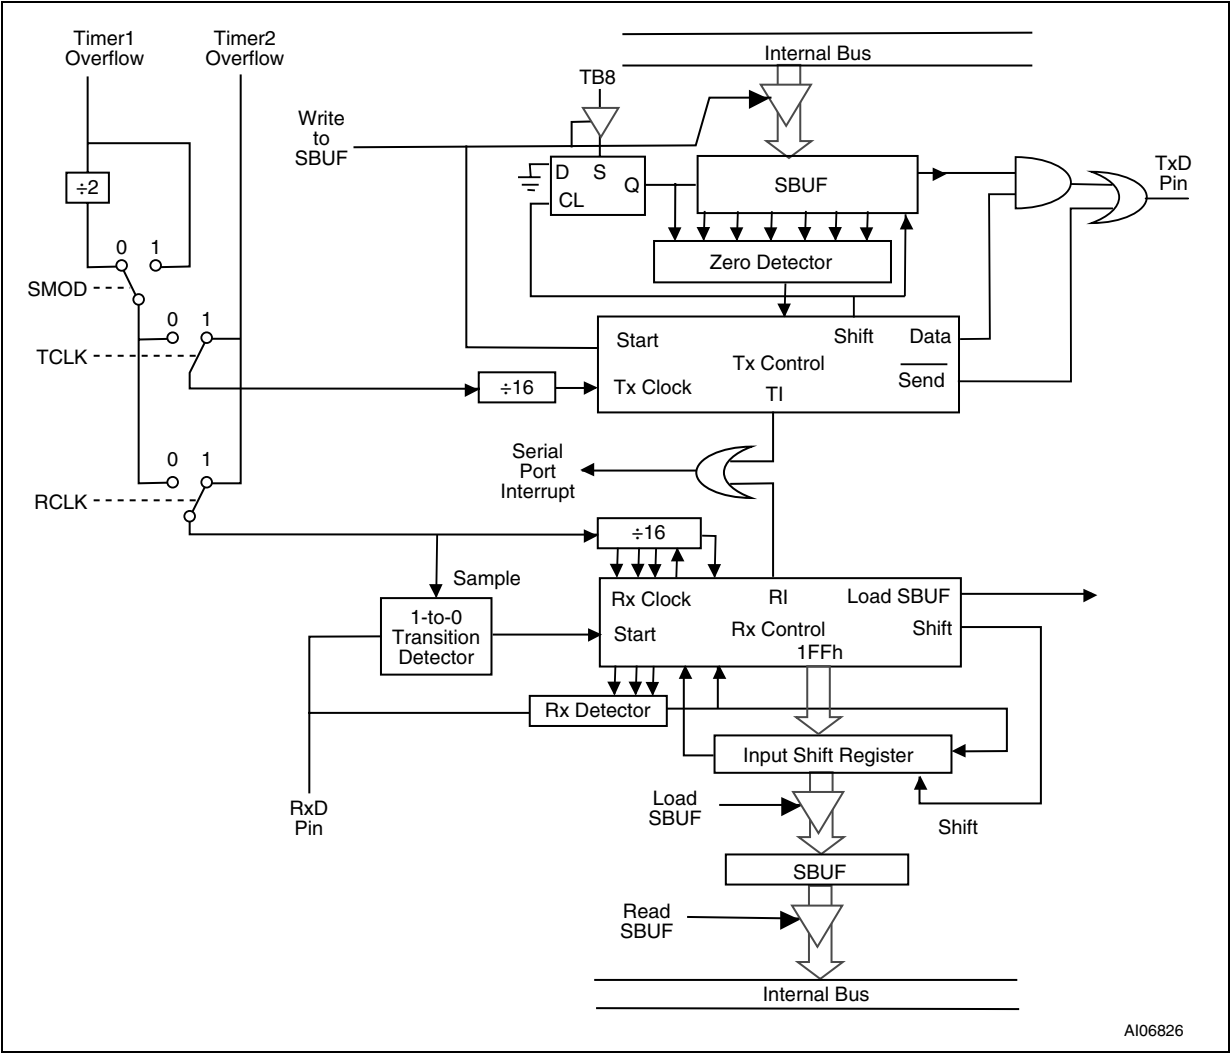 Timer1
Overflow
Timer2
Overflow
Internal Bus
TB8
Write
to
SBUF
÷2
D
S
Q
CL
SBUF
TxD
Pin
Zero Detector
0
1
SMOD
0
1
TCLK
÷16
Start
Shift
Data
Tx Control
Send
Tx Clock
TI
Serial
Port
Interrupt
0
1
RCLK
÷16
Sample
1-to-0
Transition
Detector
Rx Clock
RI
Load SBUF
Start
Rx Control
Shift
1FFh
Rx Detector
Input Shift Register
RxD
Pin
Load
SBUF
Shift
SBUF
Read
SBUF
Internal Bus
AI06826